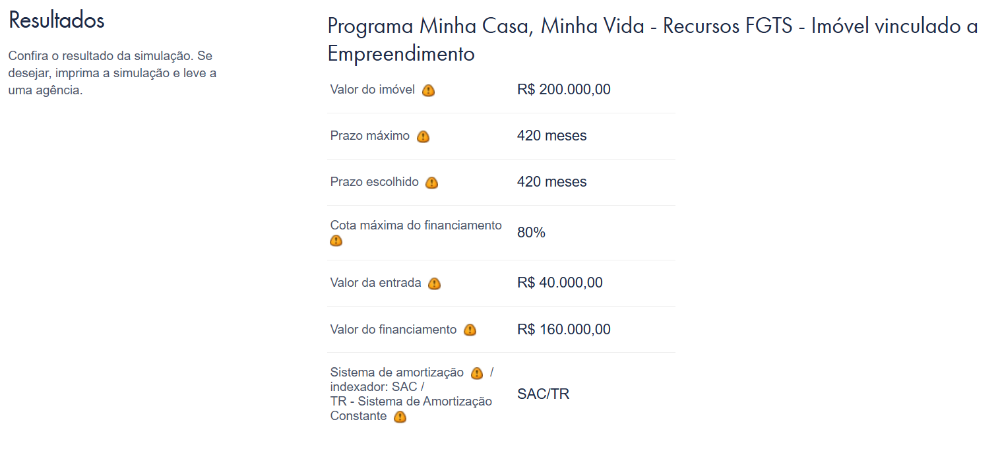 Resultados
Confira o resultado da simulação. Se
desejar, imprima a simulação e leve a
uma agência.
Programa Minha Casa, Minha Vida - Recursos FGTS - Imóvel vinculado a
Empreendimento
Valor do imóvel R$ 200.000,00
Prazo máximo 420 meses
Prazo escolhido 420 meses
Cota máxima do financiamento 80%
Valor da entrada R$ 40.000,00
Valor do financiamento R$ 160.000,00
Sistema de amortização /
indexador: SAC /
TR - Sistema de Amortização
Constante
SAC/TR